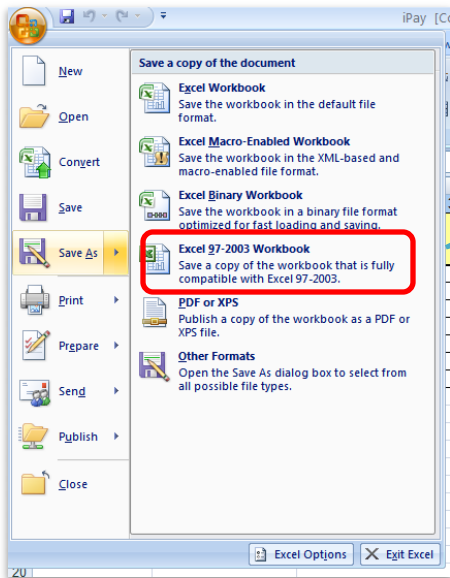 iPay [Co
New
Open
Convert
Save
Save As
Print
Prepare
Send
Publish
Close
Save a copy of the document
Excel Workbook
Save the workbook in the default file
format.
Excel Macro-Enabled Workbook
Save the workbook in the XML-based and
macro-enabled file format.
Excel Binary Workbook
Save the workbook in a binary file format
optimized for fast loading and saving.
Excel 97-2003 Workbook
Save a copy of the workbook that is fully
compatible with Excel 97-2003.
PDF or XPS
Publish a copy of the workbook as a PDF or
XPS file.
Other Formats
Open the Save As dialog box to select from
all possible file types.
Excel Options
Exit Excel
20